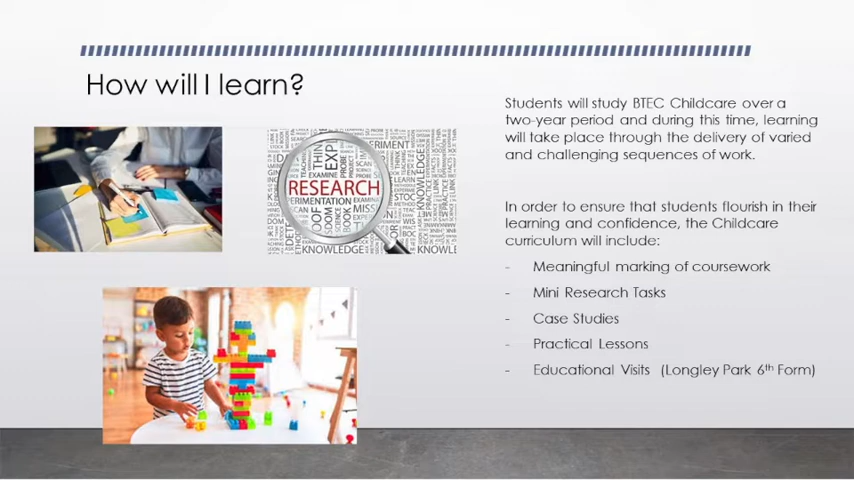 How will I learn?
Students will study BTEC Childcare over a
two-year period and during this time, learning
will take place through the delivery of varied
and challenging sequences of work.
In order to ensure that students flourish in their
learning and confidence, the Childcare
curriculum will include:
- Meaningful marking of coursework
- Mini Research Tasks
- Case Studies
- Practical Lessons
- Educational Visits (Longley Park 6th Form)
RESEARCH
KNOWLEDGE